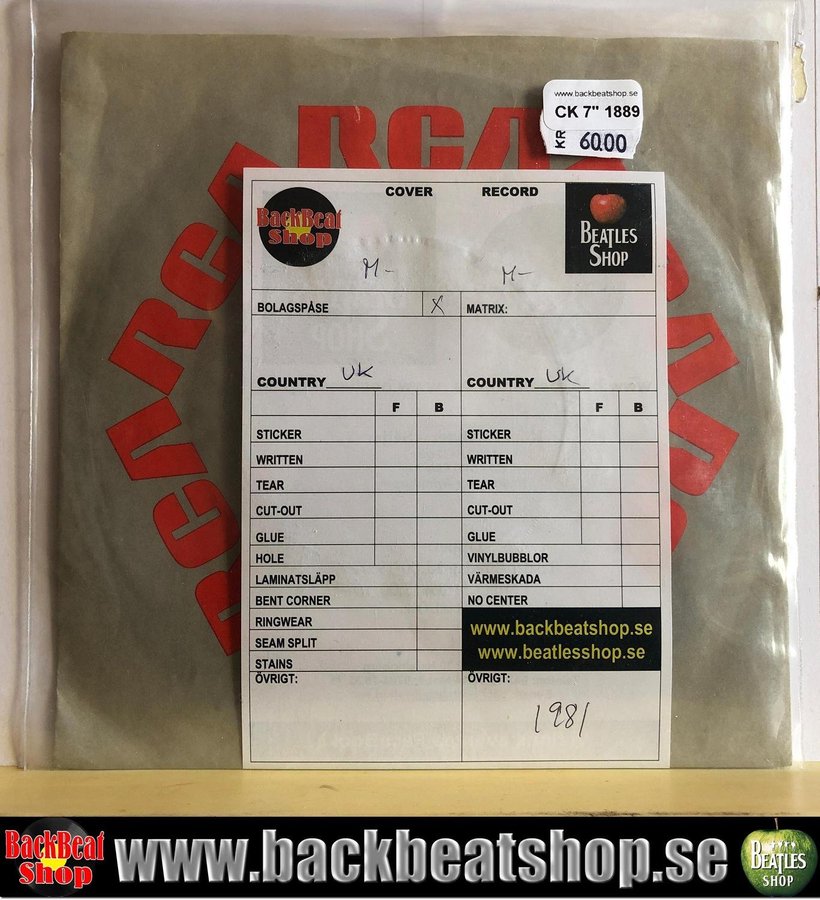 www.backbeatshop.se
CK 7" 1889
KR 60.00
RCA RCA RCA
COVER RECORD
BackBeat
Shop
BEATLES
SHOP
M- M-
BOLAGSPÅSE X MATRIX:
COUNTRY UK COUNTRY UK
F B F B
STICKER STICKER
WRITTEN WRITTEN
TEAR TEAR
CUT-OUT CUT-OUT
GLUE GLUE
HOLE VINYLBUBBLOR
LAMINATSLÄPP VÄRMESKADA
BENT CORNER NO CENTER
RINGWEAR
SEAM SPLIT
STAINS
www.backbeatshop.se
www.beatlesshop.se
ÖVRIGT: ÖVRIGT:
1981
BackBeat
Shop
www.backbeatshop.se
BEATLES
SHOP